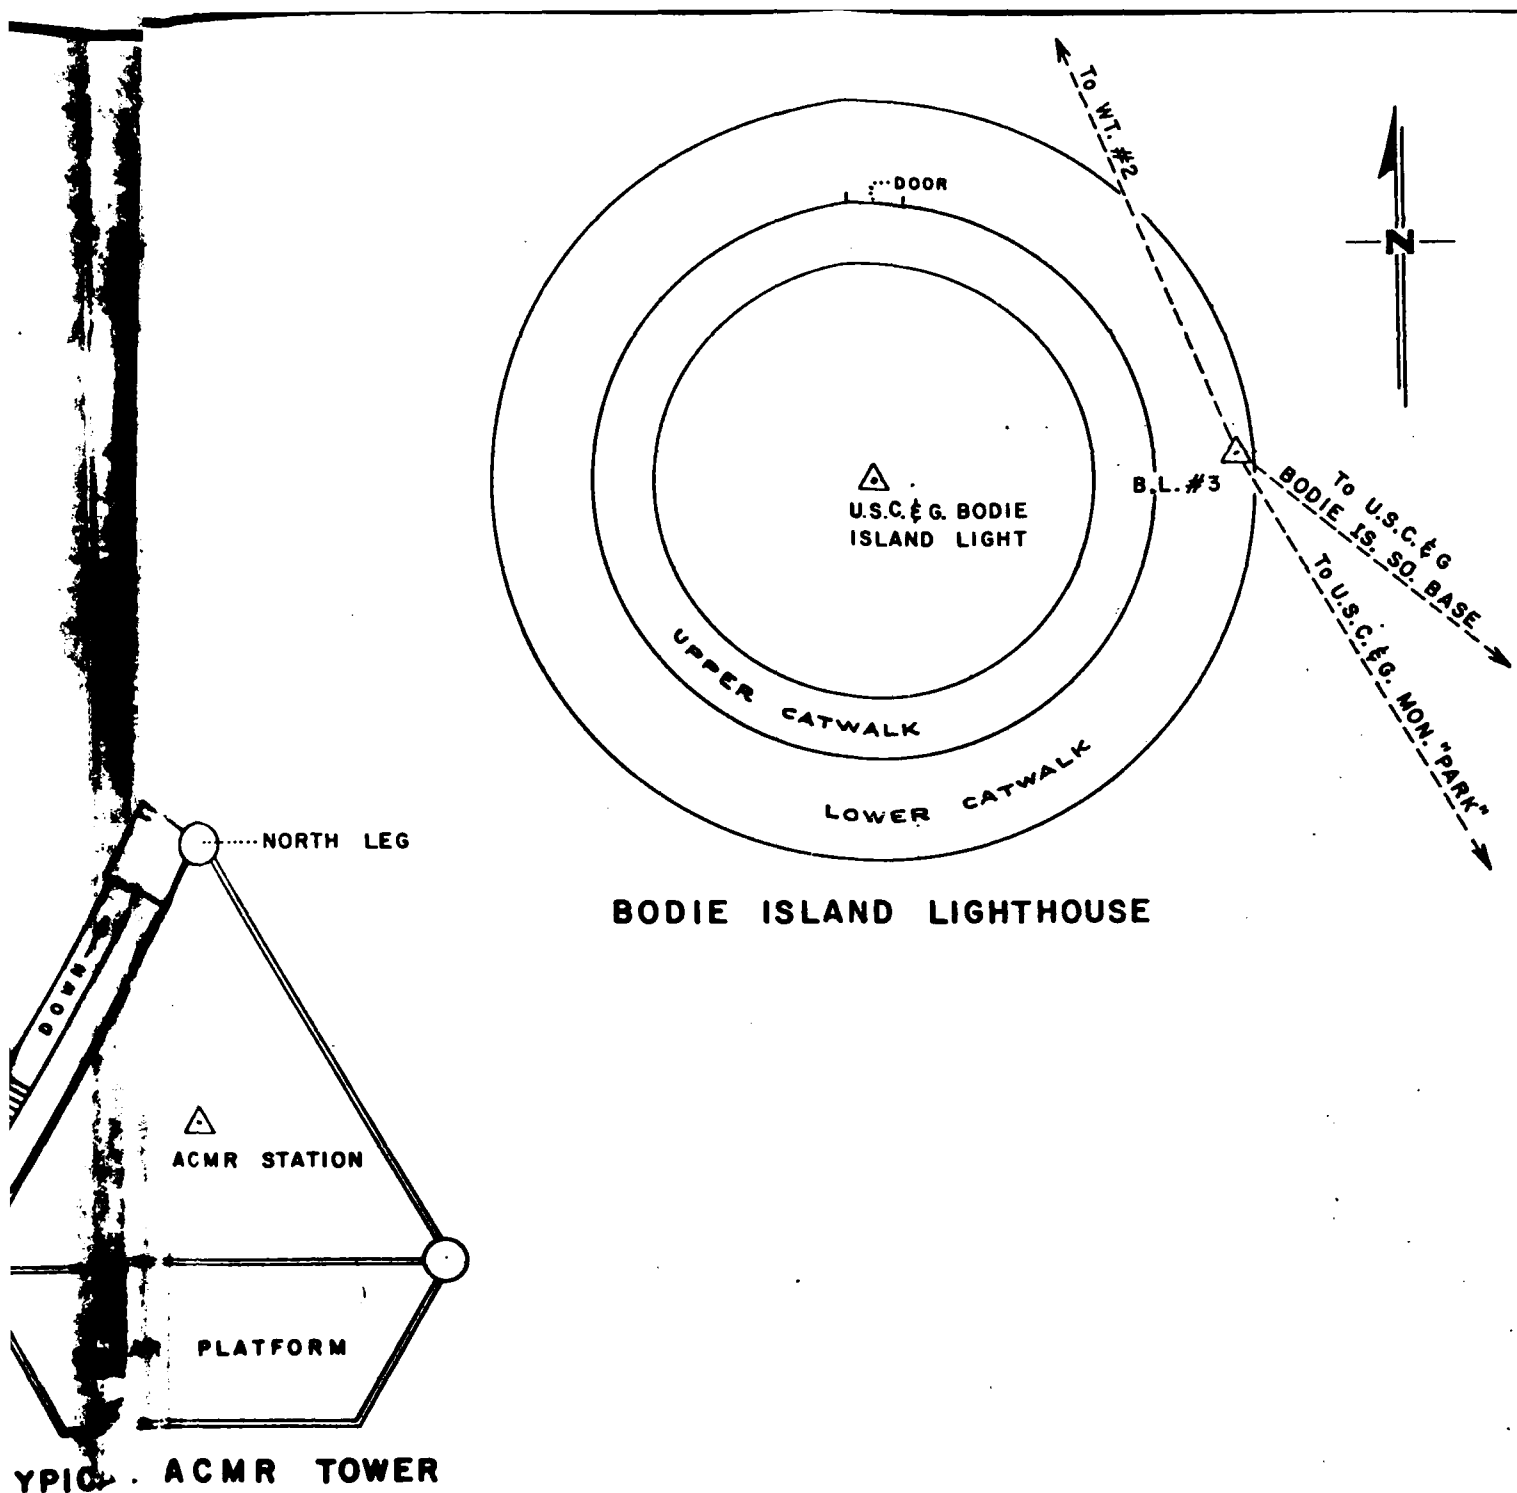 To WT. #2
DOOR
N
B.L. #3
U.S.C. & G. BODIE
ISLAND LIGHT
To U.S.C. & G
BODIE IS. SO. BASE
To U.S.C. & G. MON. "PARK"
UPPER CATWALK
LOWER CATWALK
BODIE ISLAND LIGHTHOUSE
NORTH LEG
DOWN
ACMR STATION
PLATFORM
YPIC ACMR TOWER